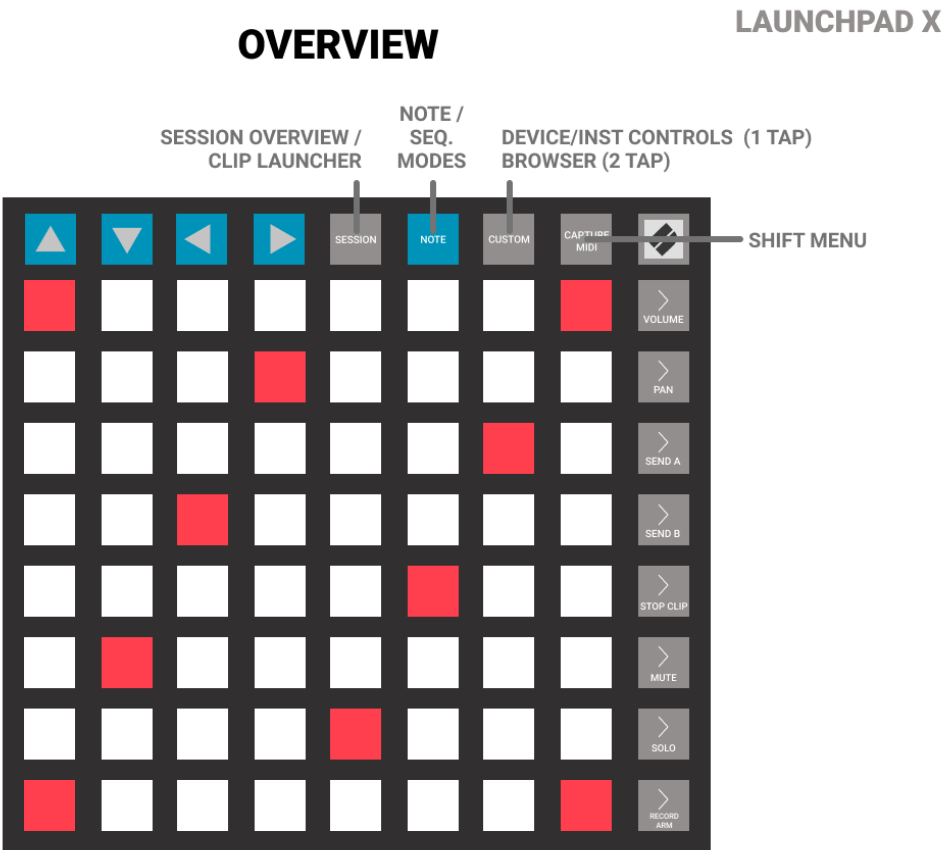 LAUNCHPAD X
OVERVIEW
NOTE /
SESSION OVERVIEW /
SEQ.
DEVICE/INST CONTROLS (1 TAP)
CLIP LAUNCHER
MODES
BROWSER (2 TAP)
SESSION
NOTE
CUSTOM
CAPTURE
MIDI
SHIFT MENU
VOLUME
PAN
SEND A
SEND B
STOP CLIP
MUTE
SOLO
RECORD
ARM